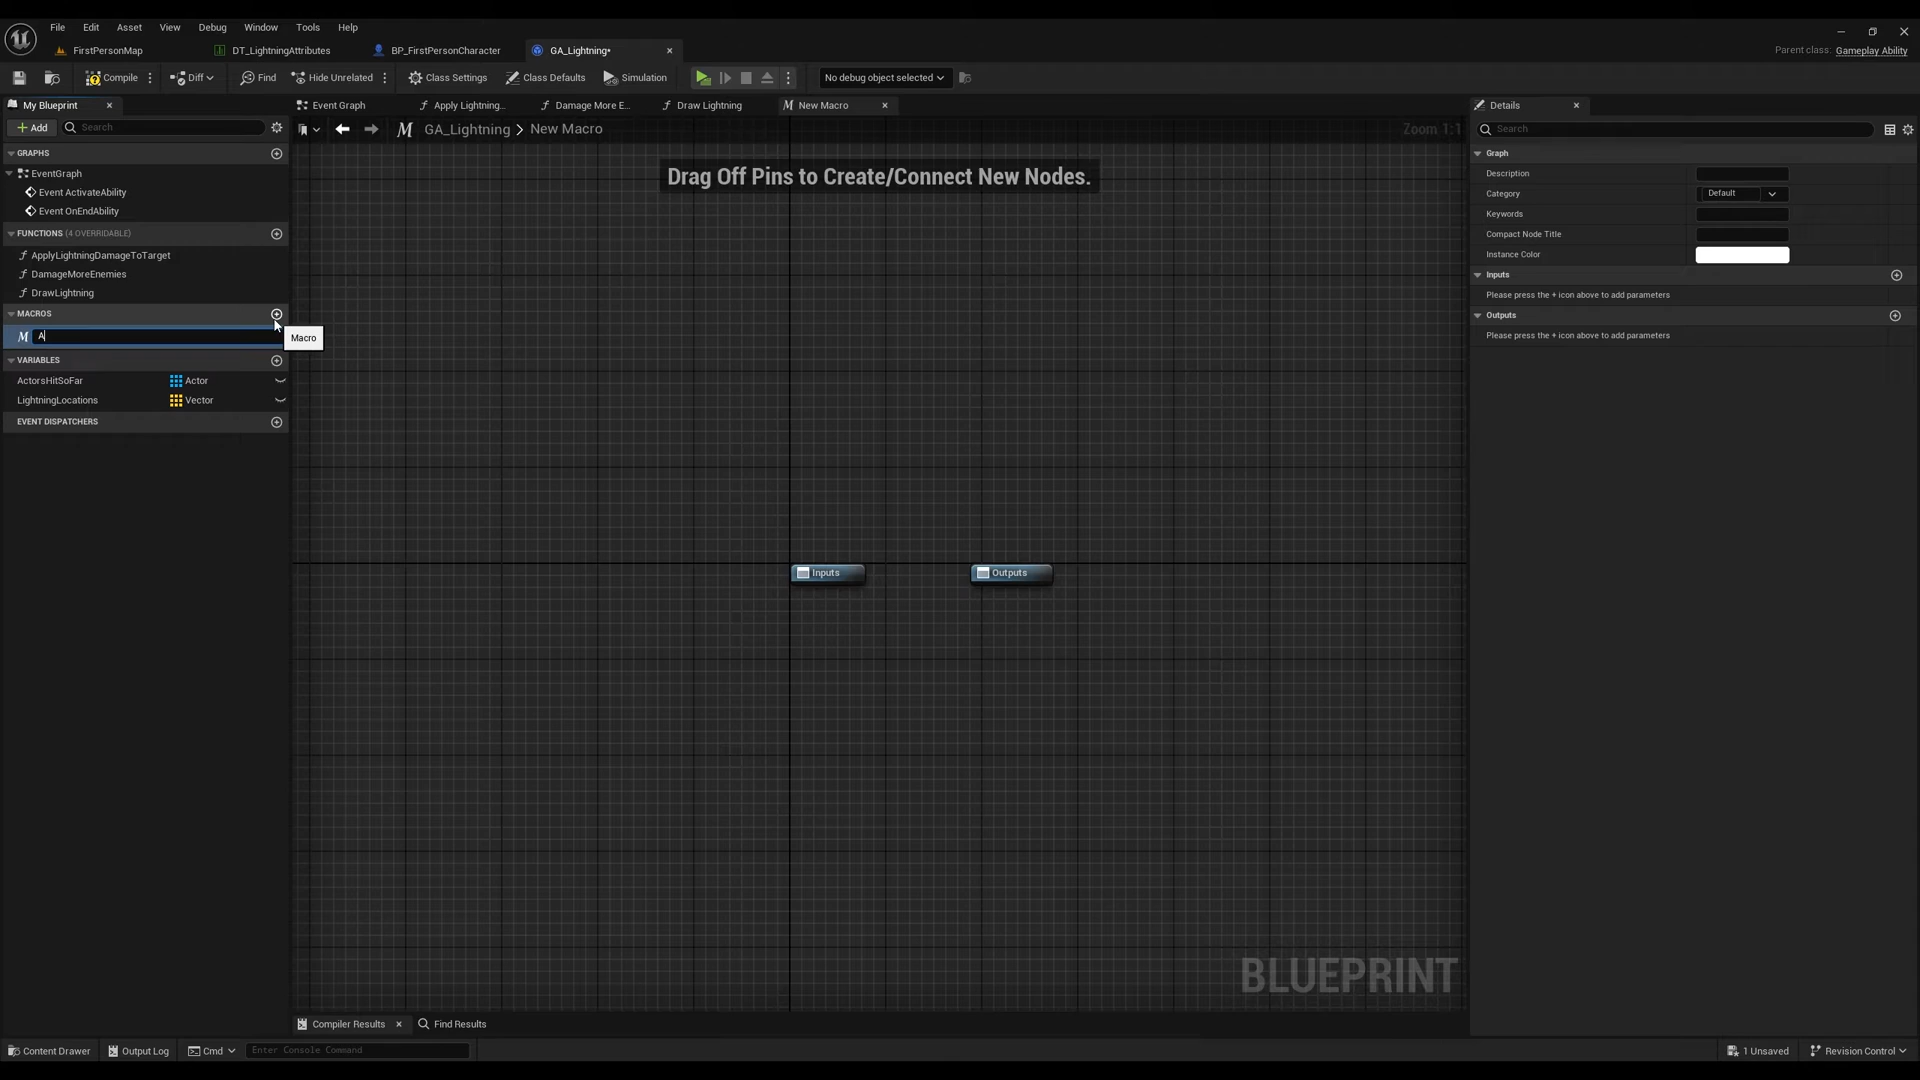 File Edit Asset View Debug Window Tools Help
FirstPersonMap DT_LightningAttributes BP_FirstPersonCharacter GA_Lightning*
Parent class: Gameplay Ability
Compile Diff Find Hide Unrelated Class Settings Class Defaults Simulation No debug object selected
My Blueprint
Event Graph Apply Lightning... Damage More E... Draw Lightning New Macro
Details
Add Search
GA_Lightning > New Macro
Zoom 1:1
Search
GRAPHS
EventGraph
Event ActivateAbility
Event OnEndAbility
FUNCTIONS (4 OVERRIDABLE)
ApplyLightningDamageToTarget
DamageMoreEnemies
DrawLightning
MACROS
A
Macro
VARIABLES
ActorsHitSoFar Actor
LightningLocations Vector
EVENT DISPATCHERS
Drag Off Pins to Create/Connect New Nodes.
Inputs Outputs
BLUEPRINT
Graph
Description
Category Default
Keywords
Compact Node Title
Instance Color
Inputs
Please press the + icon above to add parameters
Outputs
Please press the + icon above to add parameters
Compiler Results Find Results
Content Drawer Output Log Cmd Enter Console Command
1 Unsaved Revision Control